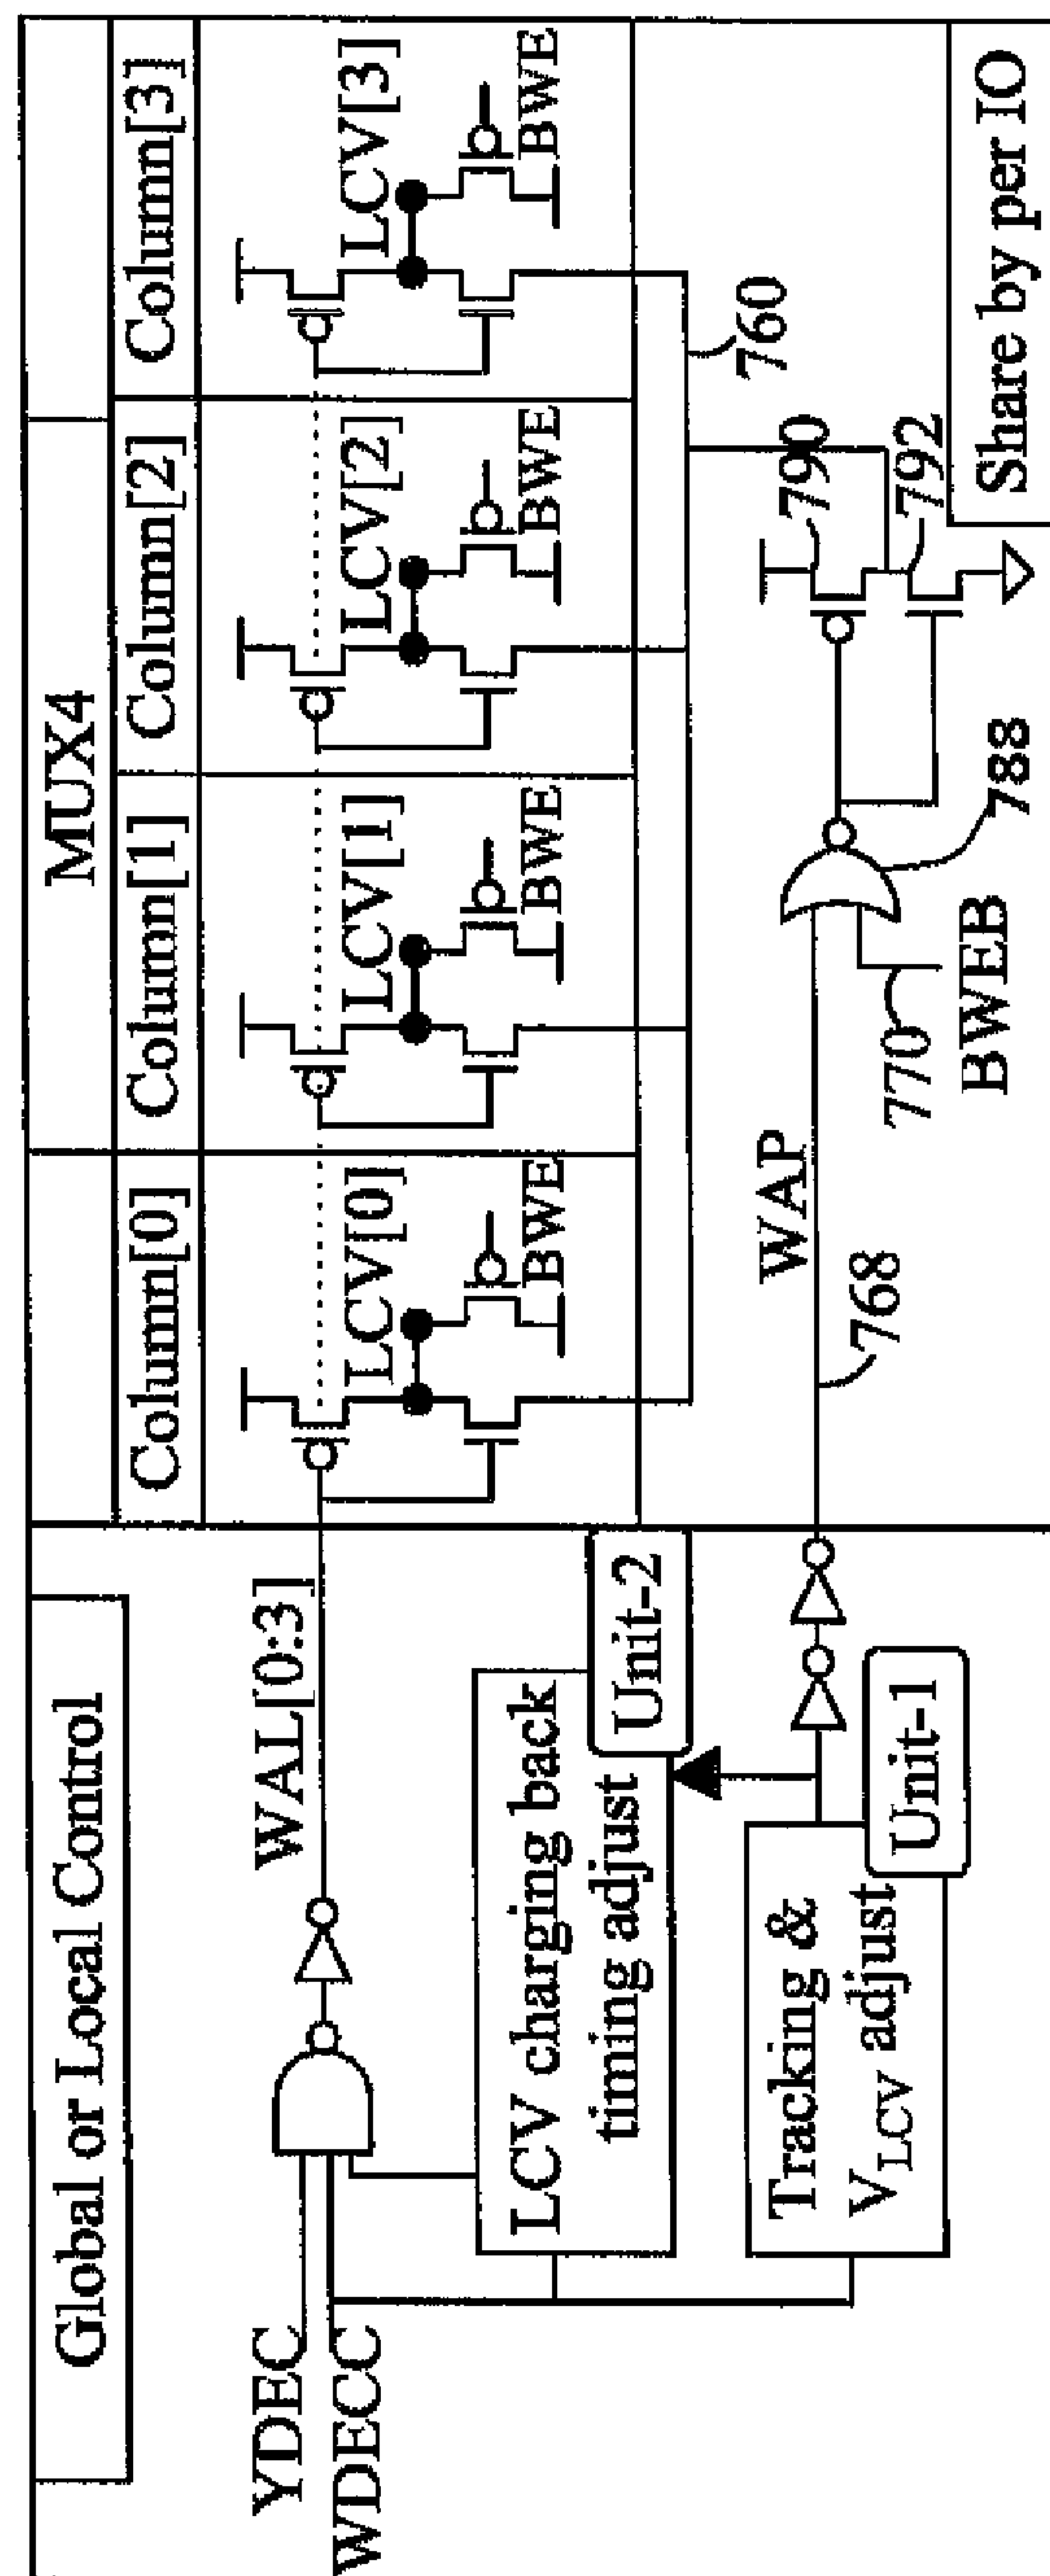 Global or Local Control
MUX4
Column[0]
Column[1]
Column[2]
Column[3]
YDEC
WDECC
WAL[0:3]
LCV[0]
BWE
LCV[1]
BWE
LCV[2]
BWE
LCV[3]
BWE
LCV charging back
timing adjust
Unit-2
Tracking &
VLCV adjust
Unit-1
760
WAP
768
770
BWEB
788
790
792
Share by per IO